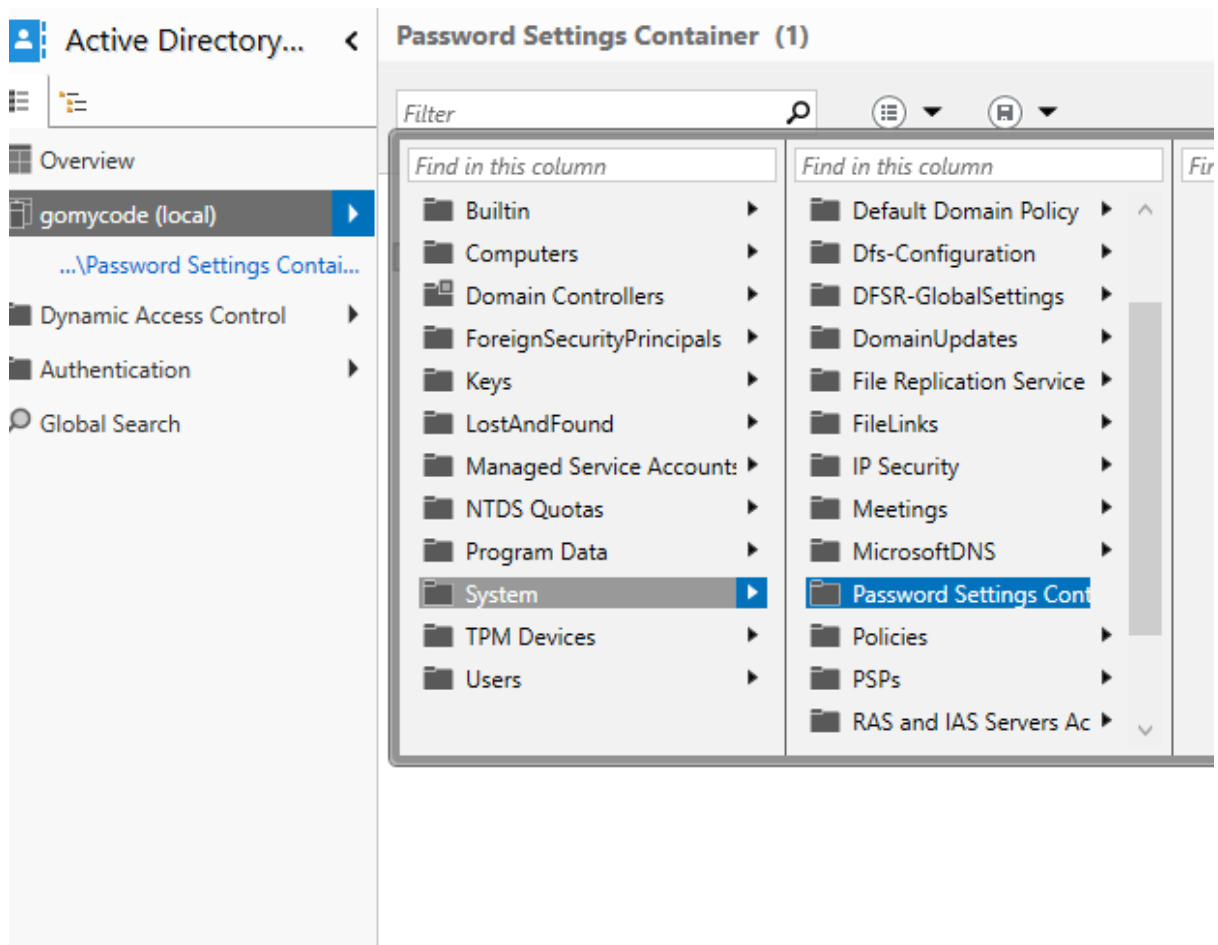 Active Directory...
Password Settings Container (1)
Filter
Overview
gomycode (local)
...\Password Settings Contai...
Dynamic Access Control
Authentication
Global Search
Find in this column
Builtin
Computers
Domain Controllers
ForeignSecurityPrincipals
Keys
LostAndFound
Managed Service Accounts
NTDS Quotas
Program Data
System
TPM Devices
Users
Find in this column
Default Domain Policy
Dfs-Configuration
DFSR-GlobalSettings
DomainUpdates
File Replication Service
FileLinks
IP Security
Meetings
MicrosoftDNS
Password Settings Cont
Policies
PSPs
RAS and IAS Servers Ac